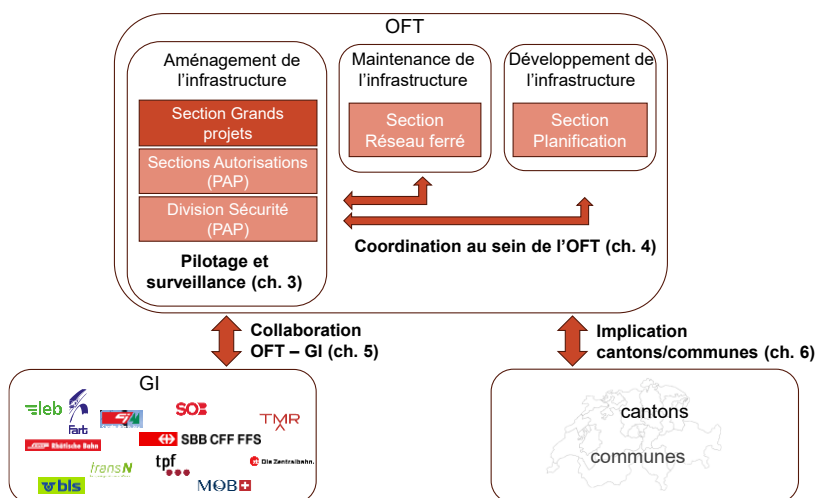 OFT
Aménagement de
l'infrastructure
Section Grands
projets
Sections Autorisations
(PAP)
Division Sécurité
(PAP)
Pilotage et
surveillance (ch. 3)
Maintenance de
l'infrastructure
Section
Réseau ferré
Développement de
l'infrastructure
Section
Planification
Coordination au sein de l'OFT (ch. 4)
Collaboration
OFT – GI (ch. 5)
Implication
cantons/communes (ch. 6)
GI
leb
Fart
SOB
TMR
Rhätische Bahn
SBB CFF FFS
transN
tpf
Die Zentralbahn.
bls
MOB
cantons
communes